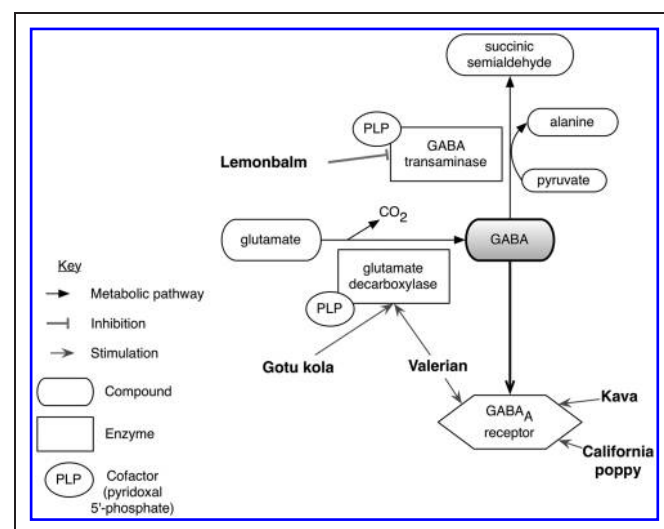 succinic
semialdehyde
alanine
PLP
GABA
transaminase
Lemonbalm
pyruvate
CO2
glutamate
GABA
Key
Metabolic pathway
glutamate
decarboxylase
PLP
Inhibition
Stimulation
Gotu kola
Valerian
Compound
Kava
GABAA
receptor
Enzyme
California
poppy
PLP
Cofactor
(pyridoxal
5'-phosphate)